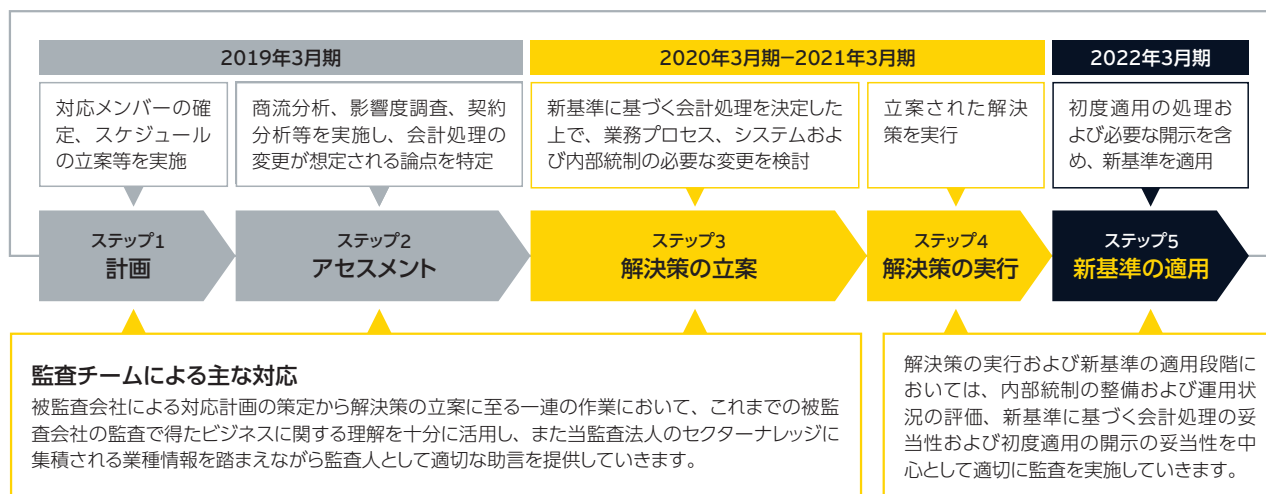 2019年3月期
2020年3月期−2021年3月期
2022年3月期
対応メンバーの確
定、スケジュール
の立案等を実施
商流分析、影響度調査、契約
分析等を実施し、会計処理の
変更が想定される論点を特定
新基準に基づく会計処理を決定した
上で、業務プロセス、システムおよ
び内部統制の必要な変更を検討
立案された解決
策を実行
初度適用の処理お
よび必要な開示を含
め、新基準を適用
ステップ1
計画
ステップ2
アセスメント
ステップ3
解決策の立案
ステップ4
解決策の実行
ステップ5
新基準の適用
監査チームによる主な対応
被監査会社による対応計画の策定から解決策の立案に至る一連の作業において、これまでの被監
査会社の監査で得たビジネスに関する理解を十分に活用し、また当監査法人のセクターナレッジに
集積される業種情報を踏まえながら監査人として適切な助言を提供していきます。
解決策の実行および新基準の適用段階に
おいては、内部統制の整備および運用状
況の評価、新基準に基づく会計処理の妥
当性および初度適用の開示の妥当性を中
心として適切に監査を実施していきます。